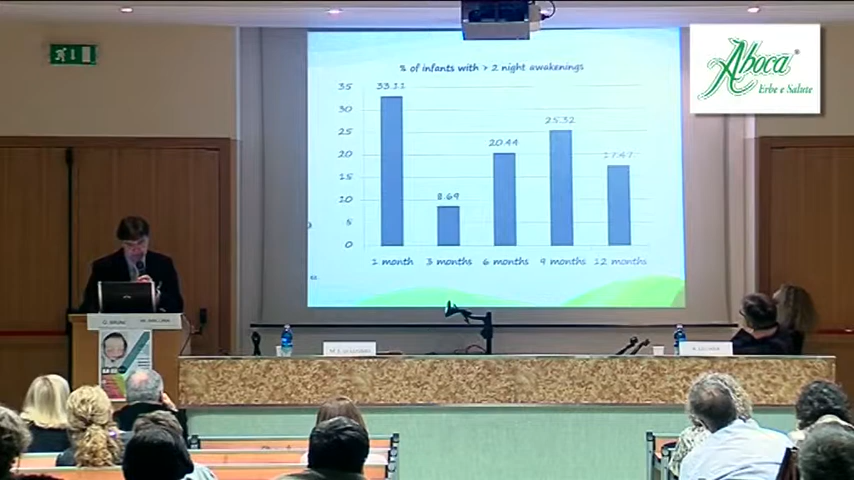 % of infants with > 2 night awakenings
35
30
25
20
15
10
5
0
33.11
8.69
20.44
25.32
17.47
1 month
3 months
6 months
9 months
12 months
Aboca®
Erbe e Salute
O. BRUNI